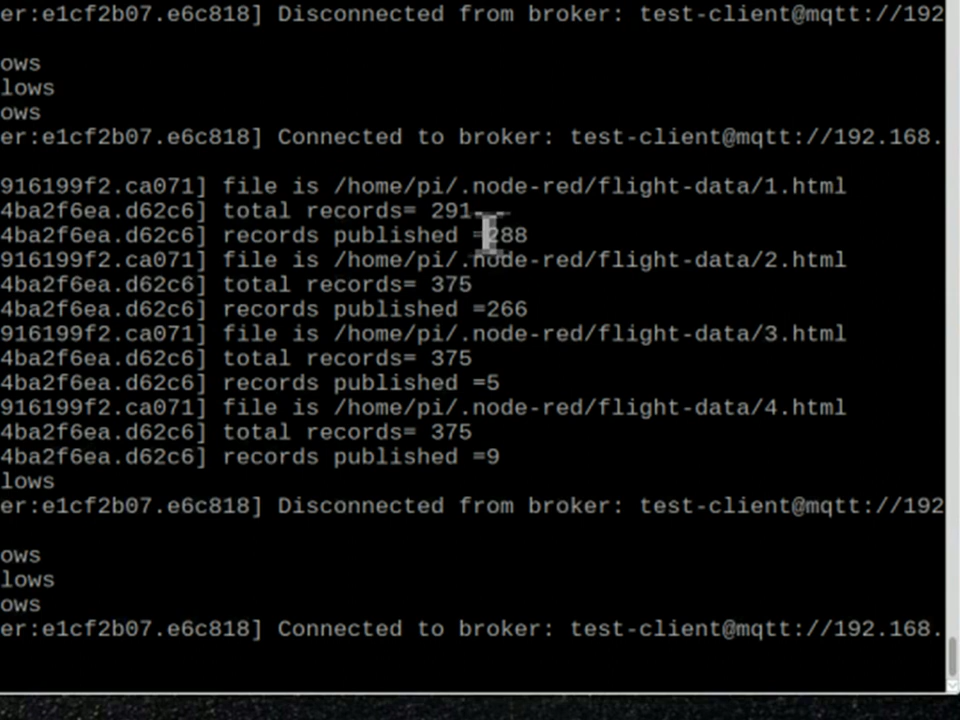 er:e1cf2b07.e6c818] Disconnected from broker: test-client@mqtt://192
ows
lows
ows
er:e1cf2b07.e6c818] Connected to broker: test-client@mqtt://192.168.
916199f2.ca071] file is /home/pi/.node-red/flight-data/1.html
4ba2f6ea.d62c6] total records= 291
4ba2f6ea.d62c6] records published =288
916199f2.ca071] file is /home/pi/.node-red/flight-data/2.html
4ba2f6ea.d62c6] total records= 375
4ba2f6ea.d62c6] records published =266
916199f2.ca071] file is /home/pi/.node-red/flight-data/3.html
4ba2f6ea.d62c6] total records= 375
4ba2f6ea.d62c6] records published =5
916199f2.ca071] file is /home/pi/.node-red/flight-data/4.html
4ba2f6ea.d62c6] total records= 375
4ba2f6ea.d62c6] records published =9
lows
er:e1cf2b07.e6c818] Disconnected from broker: test-client@mqtt://192
ows
lows
ows
er:e1cf2b07.e6c818] Connected to broker: test-client@mqtt://192.168.